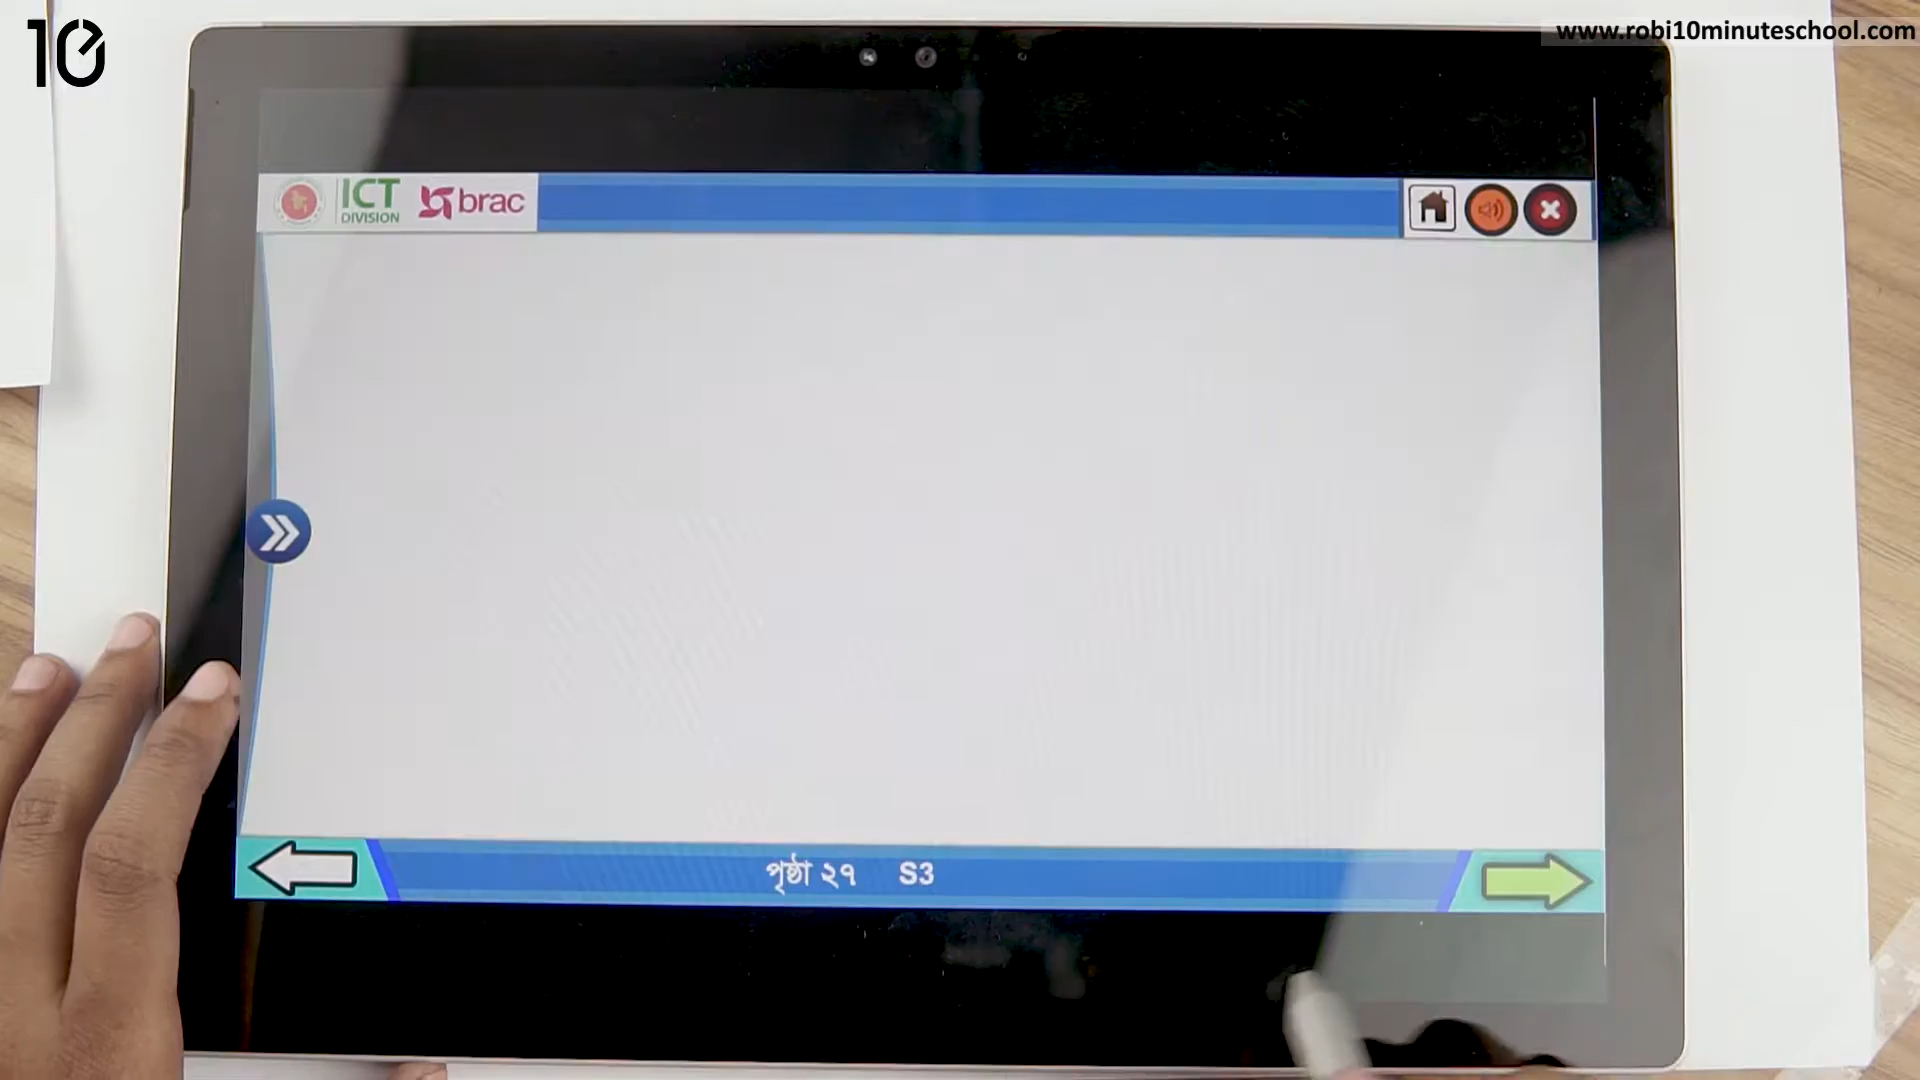 10
www.robi10minuteschool.com
ICT
DIVISION
brac
পৃষ্ঠা ২৭ S3